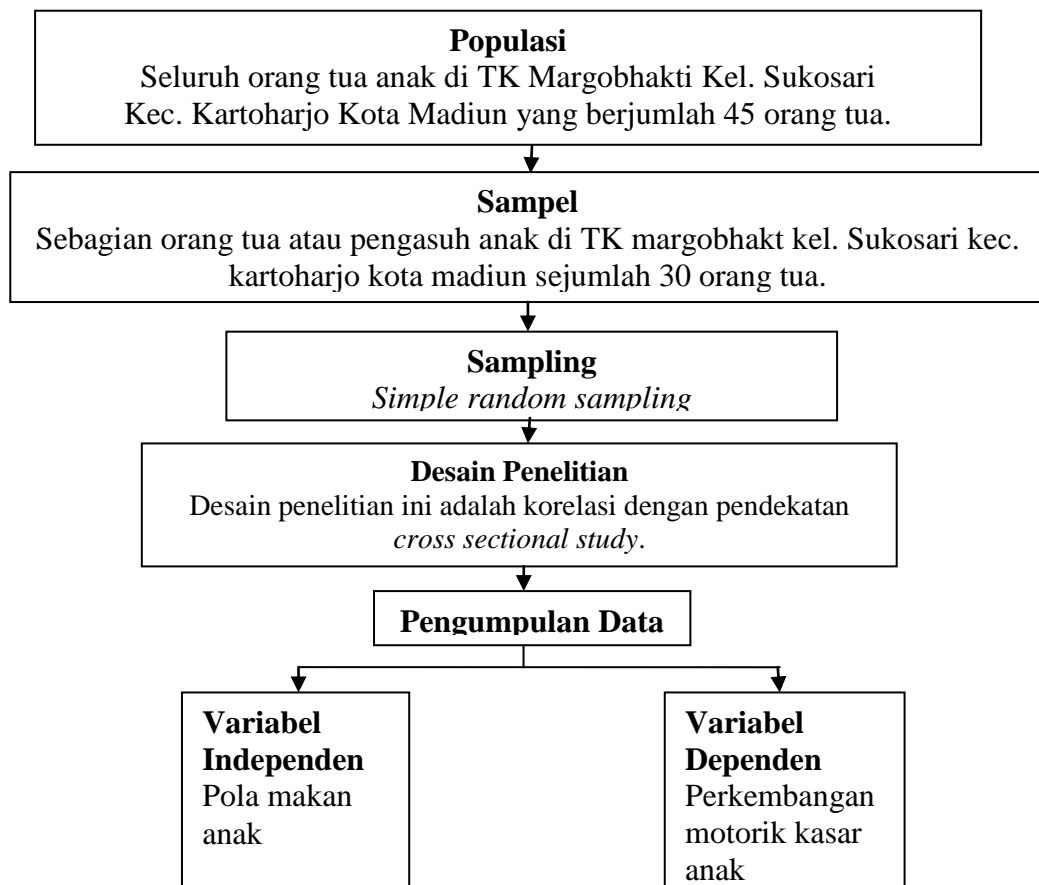 Populasi
Seluruh orang tua anak di TK Margobhakti Kel. Sukosari
Kec. Kartoharjo Kota Madiun yang berjumlah 45 orang tua.
Sampel
Sebagian orang tua atau pengasuh anak di TK margobhakt kel. Sukosari kec.
kartoharjo kota madiun sejumlah 30 orang tua.
Sampling
Simple random sampling
Desain Penelitian
Desain penelitian ini adalah korelasi dengan pendekatan
cross sectional study.
Pengumpulan Data
Variabel
Independen
Pola makan
anak
Variabel
Dependen
Perkembangan
motorik kasar
anak